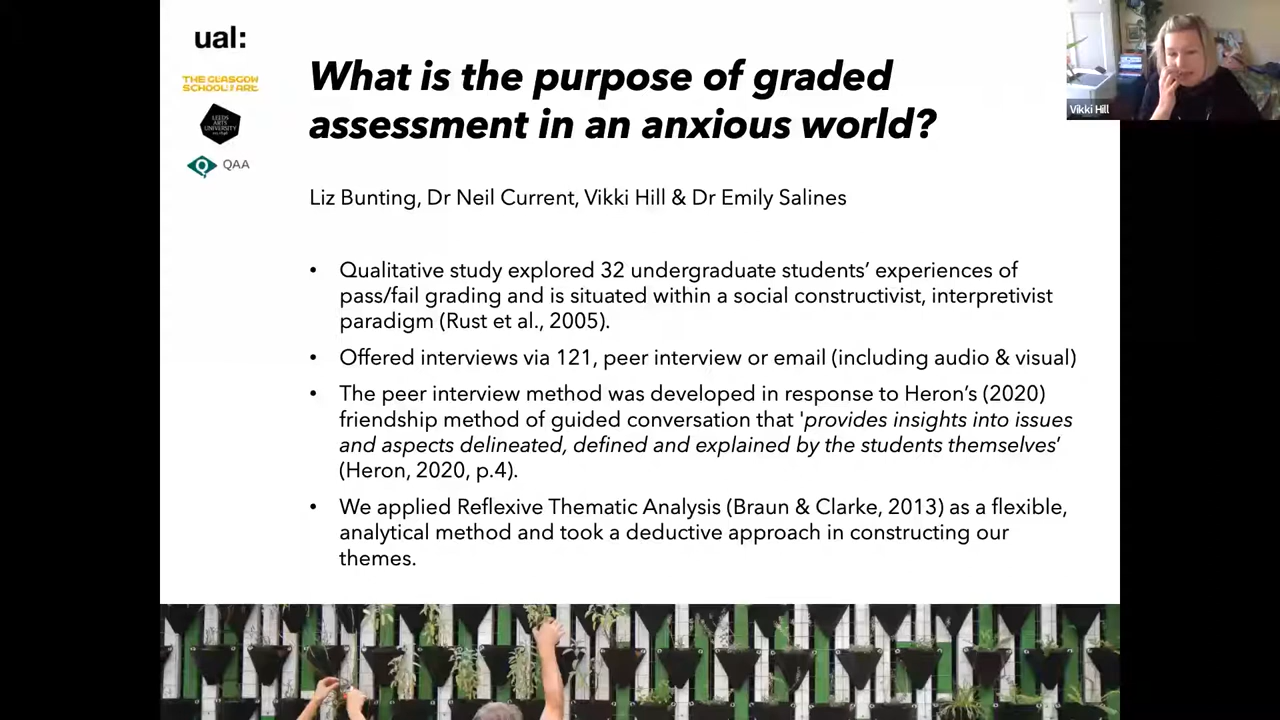 ual:
THE GLASGOW
SCHOOL OF ART
LEEDS
ARTS
UNIVERSITY
QAA
What is the purpose of graded
assessment in an anxious world?
Vikki Hill
Liz Bunting, Dr Neil Current, Vikki Hill & Dr Emily Salines
• Qualitative study explored 32 undergraduate students’ experiences of
pass/fail grading and is situated within a social constructivist, interpretivist
paradigm (Rust et al., 2005).
• Offered interviews via 121, peer interview or email (including audio & visual)
• The peer interview method was developed in response to Heron’s (2020)
friendship method of guided conversation that 'provides insights into issues
and aspects delineated, defined and explained by the students themselves’
(Heron, 2020, p.4).
• We applied Reflexive Thematic Analysis (Braun & Clarke, 2013) as a flexible,
analytical method and took a deductive approach in constructing our
themes.